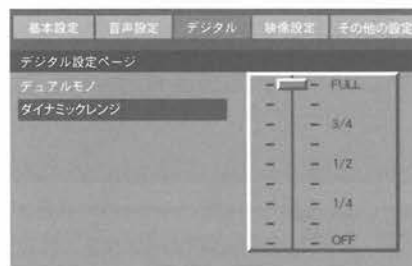 基本設定 音声設定 デジタル 映像設定 その他の設定
デジタル設定ページ
デュアルモノ
ダイナミックレンジ
FULL
3/4
1/2
1/4
OFF